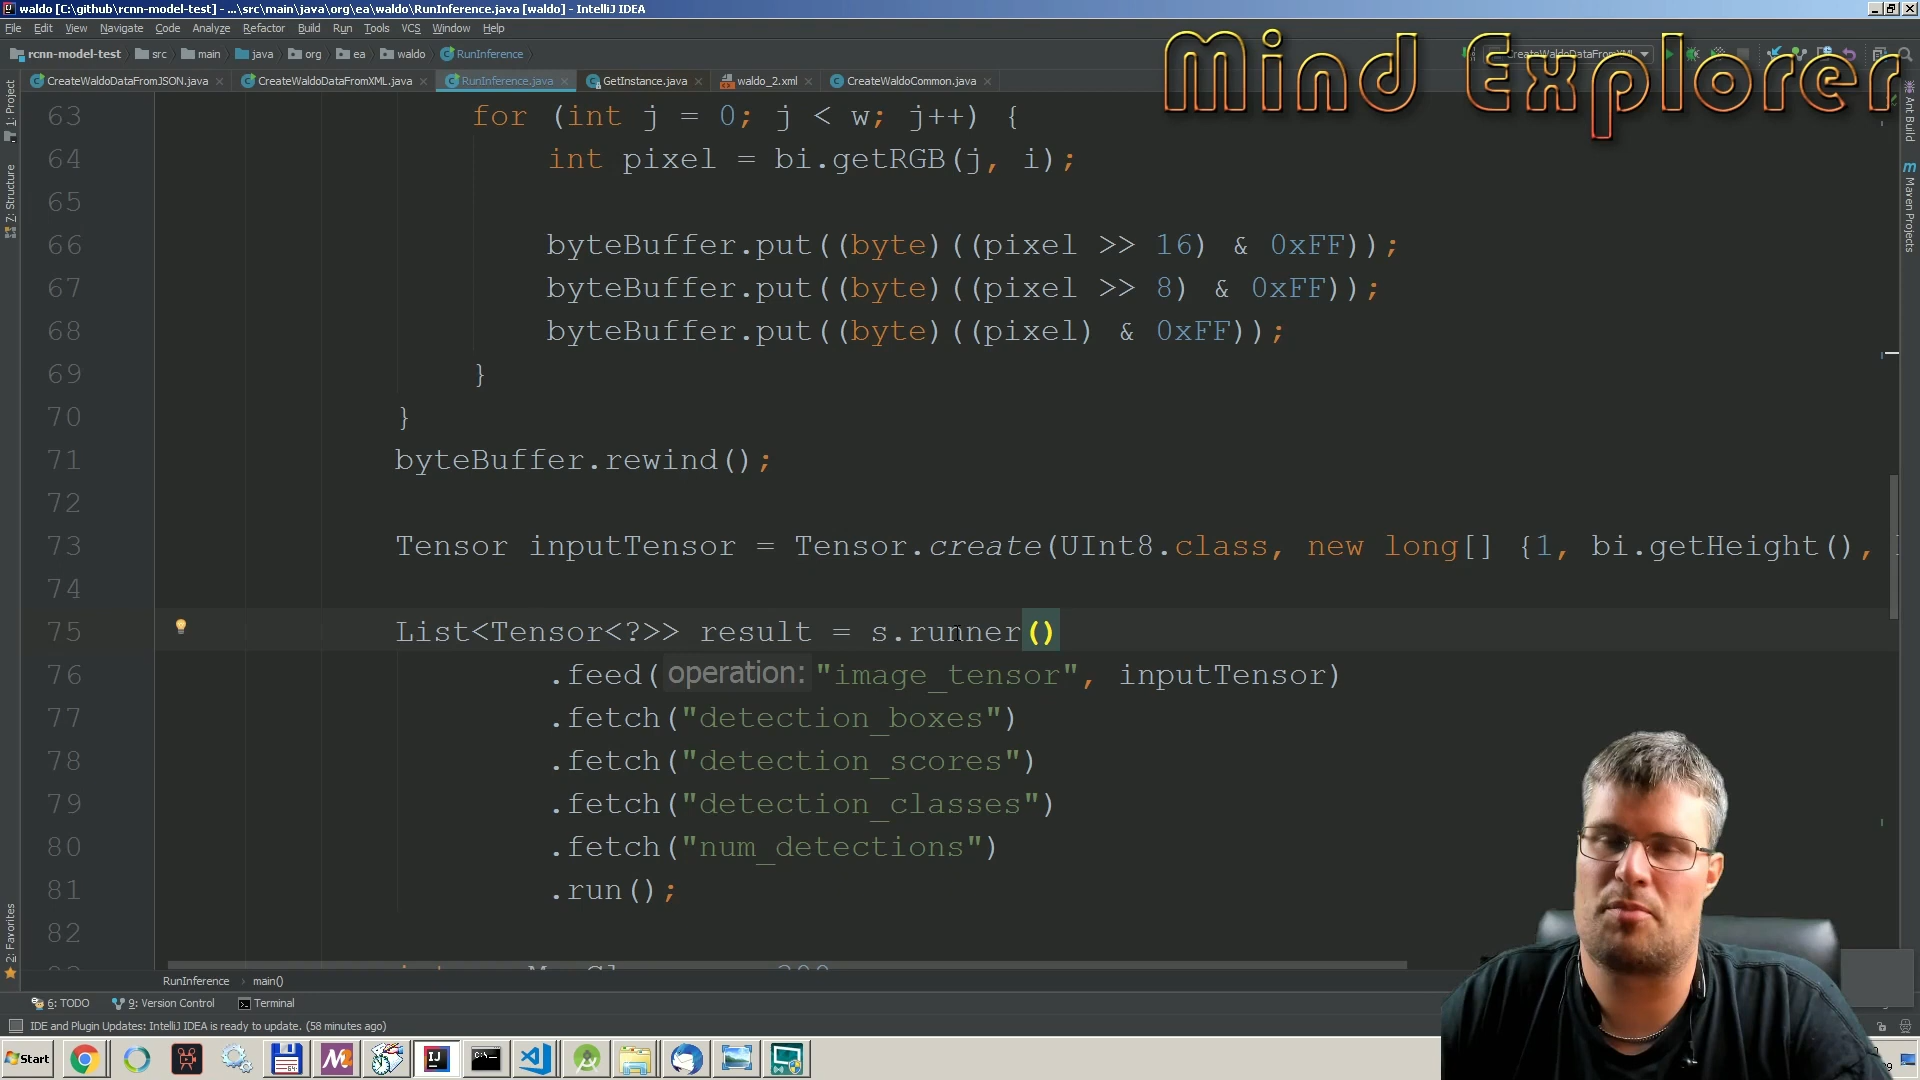 waldo [C:\github\rcnn-model-test] - ...\src\main\java\org\ea\waldo\RunInference.java [waldo] - IntelliJ IDEA
File Edit View Navigate Code Analyze Refactor Build Run Tools VCS Window Help
rcnn-model-test src main java org ea waldo RunInference
CreateWaldoDataFromXML
Mind Explorer
CreateWaldoDataFromJSON.java CreateWaldoDataFromXML.java RunInference.java GetInstance.java waldo_2.xml CreateWaldoCommon.java
1: Project
Z: Structure
2: Favorites
Ant Build
Maven Projects
63 for (int j = 0; j < w; j++) {
64 int pixel = bi.getRGB(j, i);
65
66 byteBuffer.put((byte)((pixel >> 16) & 0xFF));
67 byteBuffer.put((byte)((pixel >> 8) & 0xFF));
68 byteBuffer.put((byte)((pixel) & 0xFF));
69 }
70 }
71 byteBuffer.rewind();
72
73 Tensor inputTensor = Tensor.create(UInt8.class, new long[] {1, bi.getHeight(),
74
75 List<Tensor<?>> result = s.runner()
76 .feed( operation: "image_tensor", inputTensor)
77 .fetch("detection_boxes")
78 .fetch("detection_scores")
79 .fetch("detection_classes")
80 .fetch("num_detections")
81 .run();
82
RunInference main()
6: TODO 9: Version Control Terminal
IDE and Plugin Updates: IntelliJ IDEA is ready to update. (58 minutes ago)
Start